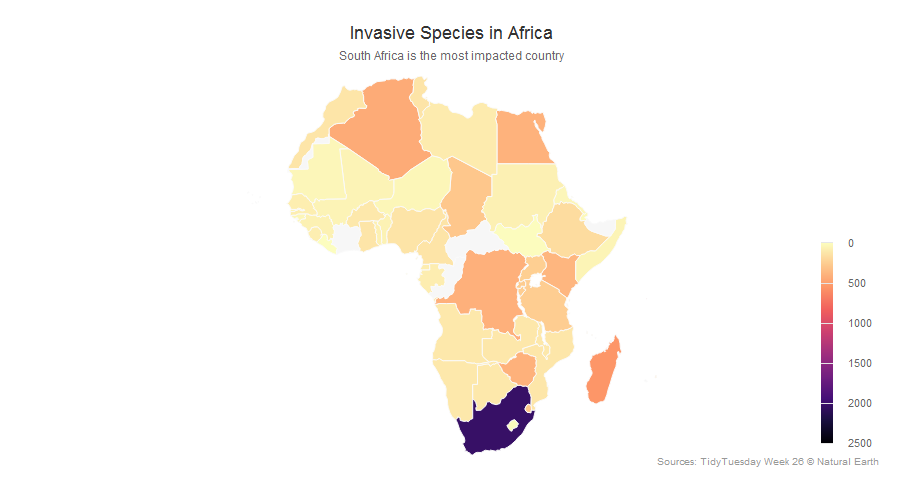 Invasive Species in Africa
South Africa is the most impacted country
0
500
1000
1500
2000
2500
Sources: TidyTuesday Week 26 © Natural Earth